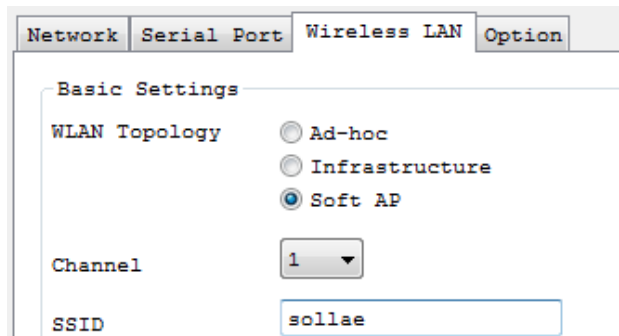 Network Serial Port Wireless LAN Option
Basic Settings
WLAN Topology Ad-hoc
Infrastructure
Soft AP
Channel 1
SSID sollae